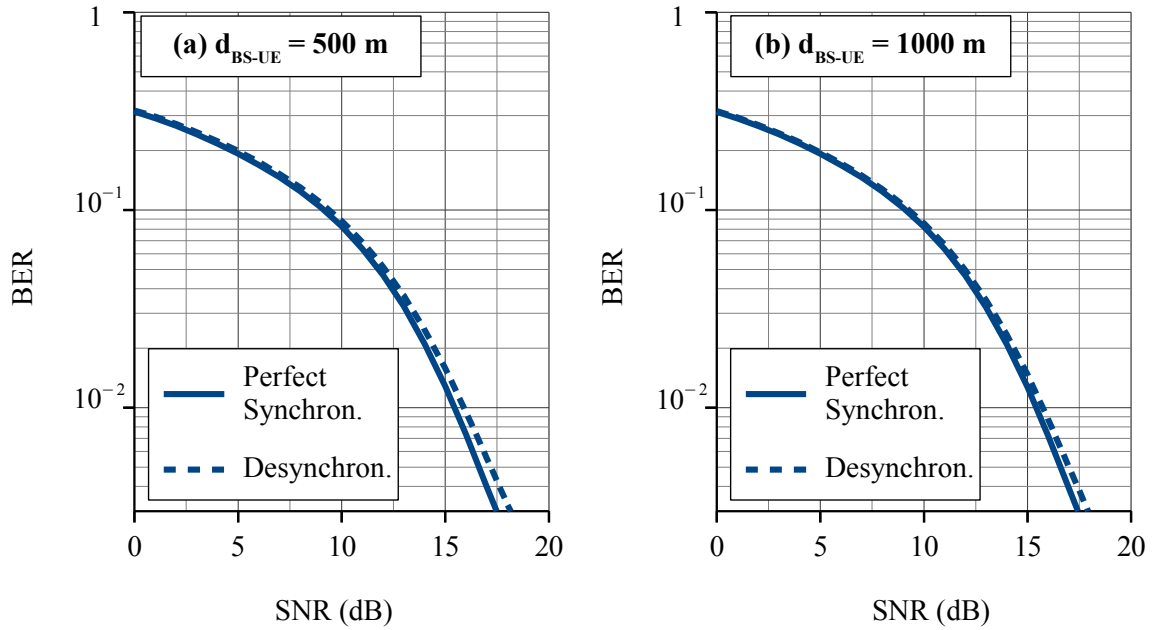 (a) d_BS-UE = 500 m
1
10⁻¹
10⁻²
BER
Perfect
Synchron.
Desynchron.
0 5 10 15 20
SNR (dB)
(b) d_BS-UE = 1000 m
1
10⁻¹
10⁻²
BER
Perfect
Synchron.
Desynchron.
0 5 10 15 20
SNR (dB)